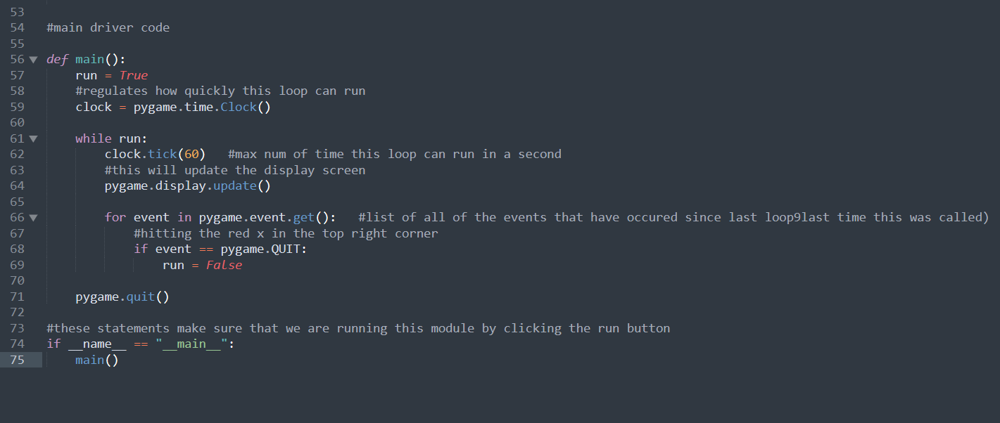 53
54 #main driver code
55
56 def main():
57     run = True
58     #regulates how quickly this loop can run
59     clock = pygame.time.Clock()
60
61     while run:
62         clock.tick(60)   #max num of time this loop can run in a second
63         #this will update the display screen
64         pygame.display.update()
65
66         for event in pygame.event.get():   #list of all of the events that have occured since last loop9last time this was called)
67             #hitting the red x in the top right corner
68             if event == pygame.QUIT:
69                 run = False
70
71     pygame.quit()
72
73 #these statements make sure that we are running this module by clicking the run button
74 if __name__ == "__main__":
75     main()